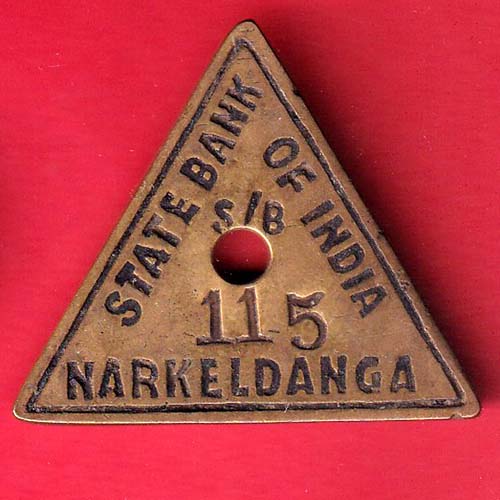 STATE BANK
OF INDIA
S/B
115
NARKELDANGA